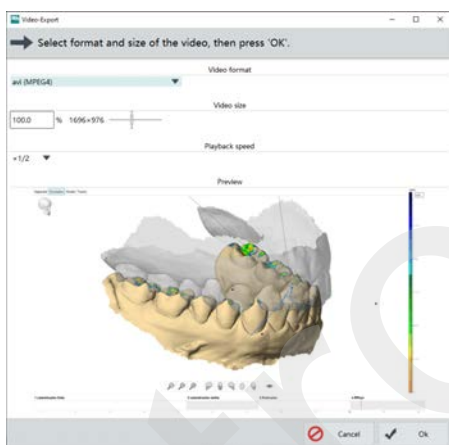 Video-Export
Select format and size of the video, then press 'OK'.
Video format
avi (MPEG4)
Video size
100.0 % 1696×976
Playback speed
×1/2
Preview
Cancel
Ok